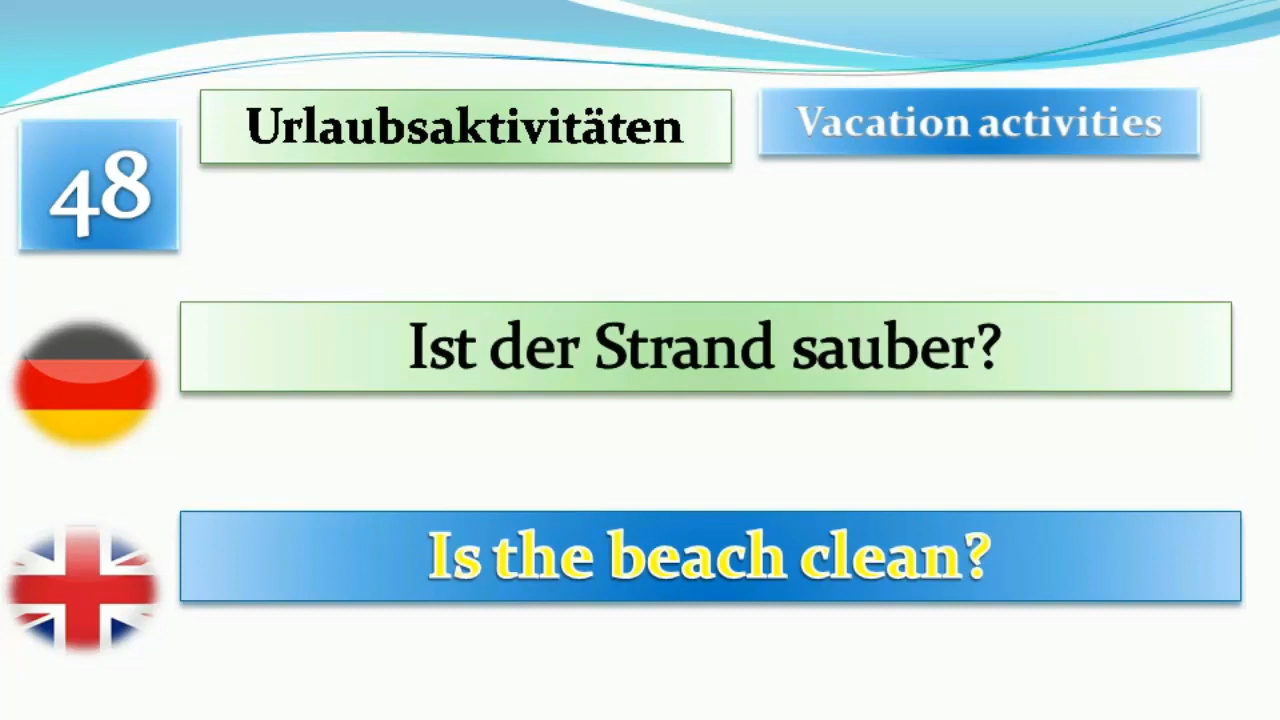 Urlaubsaktivitäten
Vacation activities
48
Ist der Strand sauber?
Is the beach clean?